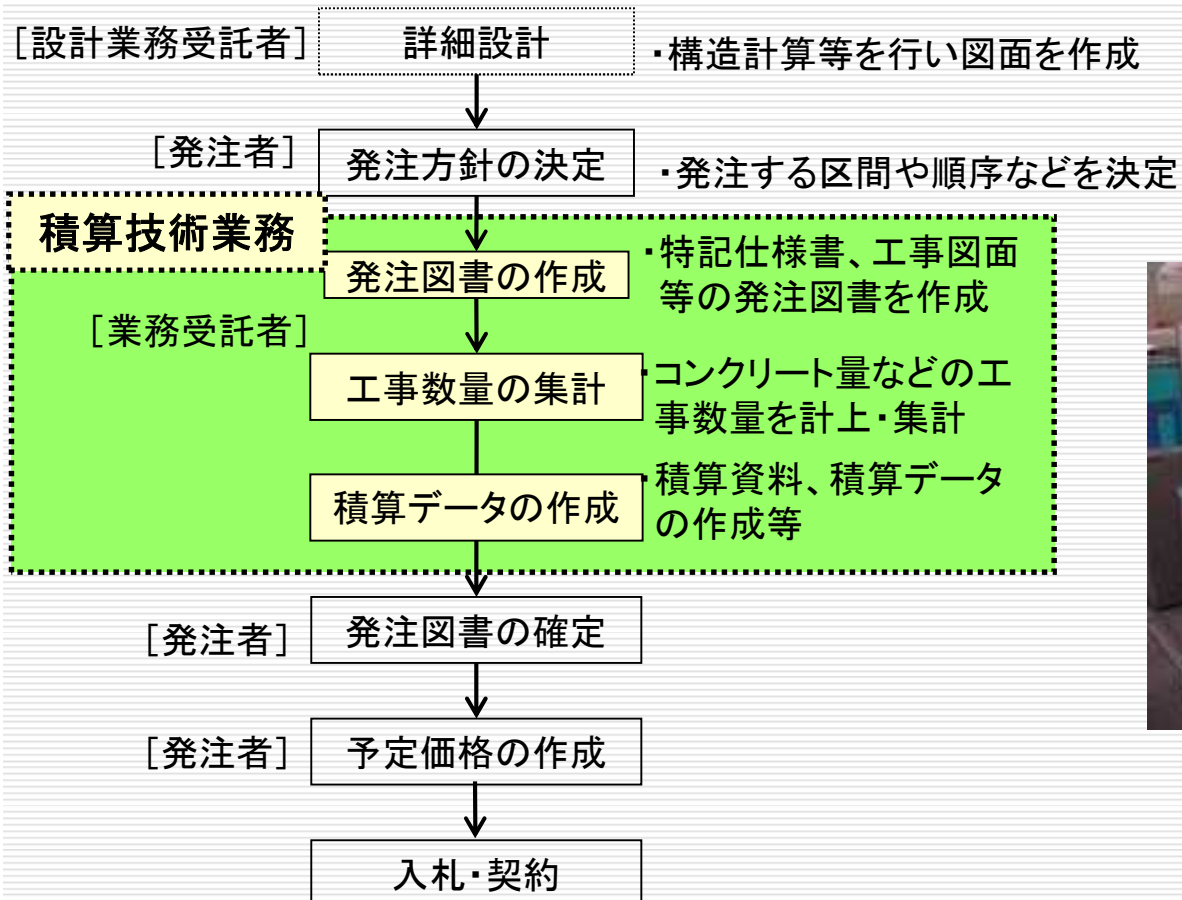 [設計業務受託者]
詳細設計
・構造計算等を行い図面を作成
[発注者]
発注方針の決定
・発注する区間や順序などを決定
積算技術業務
発注図書の作成
・特記仕様書、工事図面
等の発注図書を作成
[業務受託者]
工事数量の集計
・コンクリート量などの工
事数量を計上・集計
積算データの作成
・積算資料、積算データ
の作成等
[発注者]
発注図書の確定
[発注者]
予定価格の作成
入札・契約